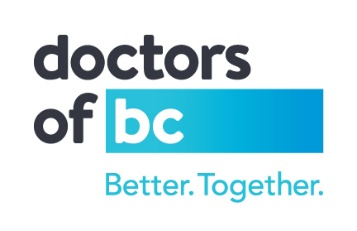 doctors
of bc
Better. Together.